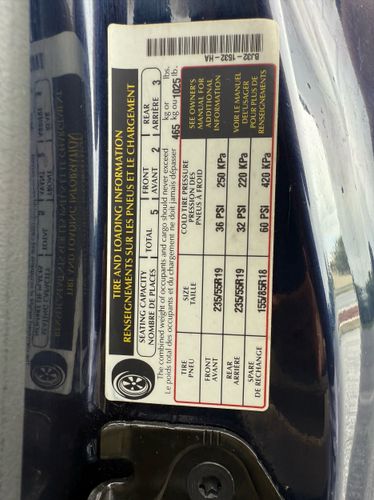 BJ32-1532-HA
TIRE AND LOADING INFORMATION
RENSEIGNEMENTS SUR LES PNEUS ET LE CHARGEMENT
SEATING CAPACITY TOTAL 5 FRONT 2 REAR 3
NOMBRE DE PLACES AVANT ARRIÈRE
The combined weight of occupants and cargo should never exceed 465 kg or 1025 lbs.
Le poids total des occupants et du chargement ne doit jamais dépasser kg ou lb.
TIRE SIZE COLD TIRE PRESSURE
PNEU TAILLE PRESSION DES PNEUS À FROID
FRONT 235/55R19 36 PSI 250 KPa
AVANT
REAR 235/55R19 32 PSI 220 KPa
ARRIÈRE
SPARE 155/85R18 60 PSI 420 KPa
DE RECHANGE
SEE OWNER'S
MANUAL FOR
ADDITIONAL
INFORMATION
VOIR LE MANUEL
DE
POUR PLUS DE
RENSEIGNEMENTS